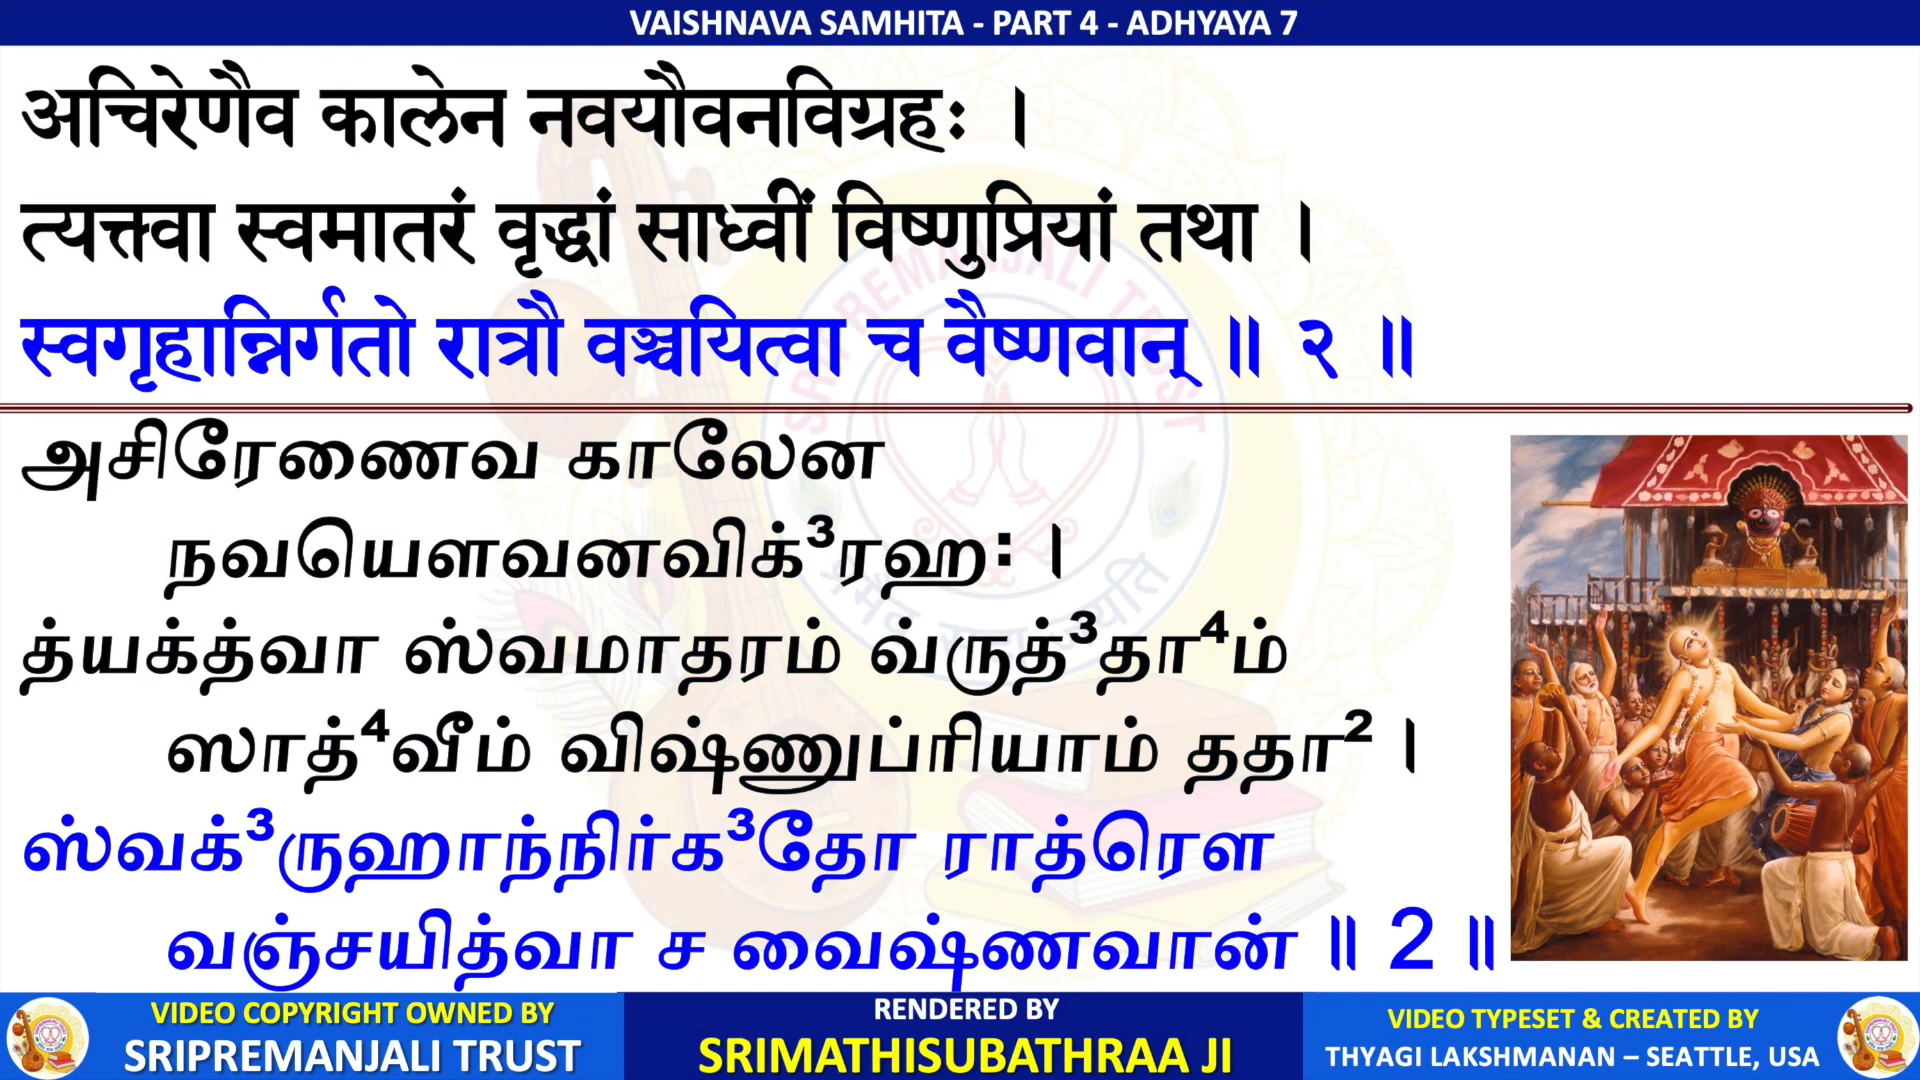 VAISHNAVA SAMHITA - PART 4 - ADHYAYA 7
अचिरेणैव कालेन नवयौवनविग्रहः ।
त्यक्तवा स्वमातरं वृद्धां साध्वीं विष्णुप्रियां तथा ।
स्वगृहान्निर्गतो रात्रौ वञ्चयित्वा च वैष्णवान् ॥ २ ॥
அசிரேணைவ காலேன
நவயௌவனவிக்³ரஹ: ।
த்யக்த்வா ஸ்வமாதரம் வ்ருத்³தா⁴ம்
ஸாத்⁴வீம் விஷ்ணுப்ரியாம் ததா² ।
ஸ்வக்³ருஹாந்நிர்க³தோ ராத்ரௌ
வஞ்சயித்வா ச வைஷ்ணவான் ॥ 2 ॥
VIDEO COPYRIGHT OWNED BY
SRIPREMANJALI TRUST
RENDERED BY
SRIMATHISUBATHRAA JI
VIDEO TYPESET & CREATED BY
THYAGI LAKSHMANAN – SEATTLE, USA